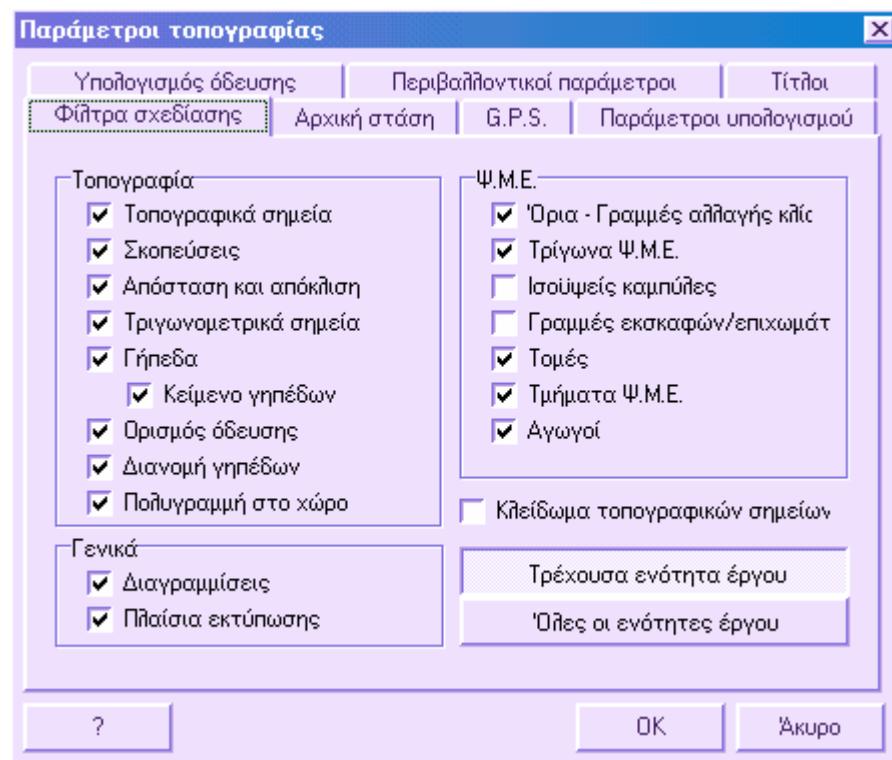 Παράμετροι τοπογραφίας
Υπολογισμός όδευσης
Περιβαλλοντικοί παράμετροι
Τίτλοι
Φίλτρα σχεδίασης
Αρχική στάση
G.P.S.
Παράμετροι υπολογισμού
Τοπογραφία
Τοπογραφικά σημεία
Σκοπεύσεις
Απόσταση και απόκλιση
Τριγωνομετρικά σημεία
Γήπεδα
Κείμενο γηπέδων
Ορισμός όδευσης
Διανομή γηπέδων
Πολυγραμμή στο χώρο
Γενικά
Διαγραμμίσεις
Πλαίσια εκτύπωσης
Ψ.Μ.Ε.
Όρια - Γραμμές αλλαγής κλίσ
Τρίγωνα Ψ.Μ.Ε.
Ισοϋψείς καμπύλες
Γραμμές εκσκαφών/επιχωμάτ
Τομές
Τμήματα Ψ.Μ.Ε.
Αγωγοί
Κλείδωμα τοπογραφικών σημείων
Τρέχουσα ενότητα έργου
Όλες οι ενότητες έργου
?
OK
Άκυρο